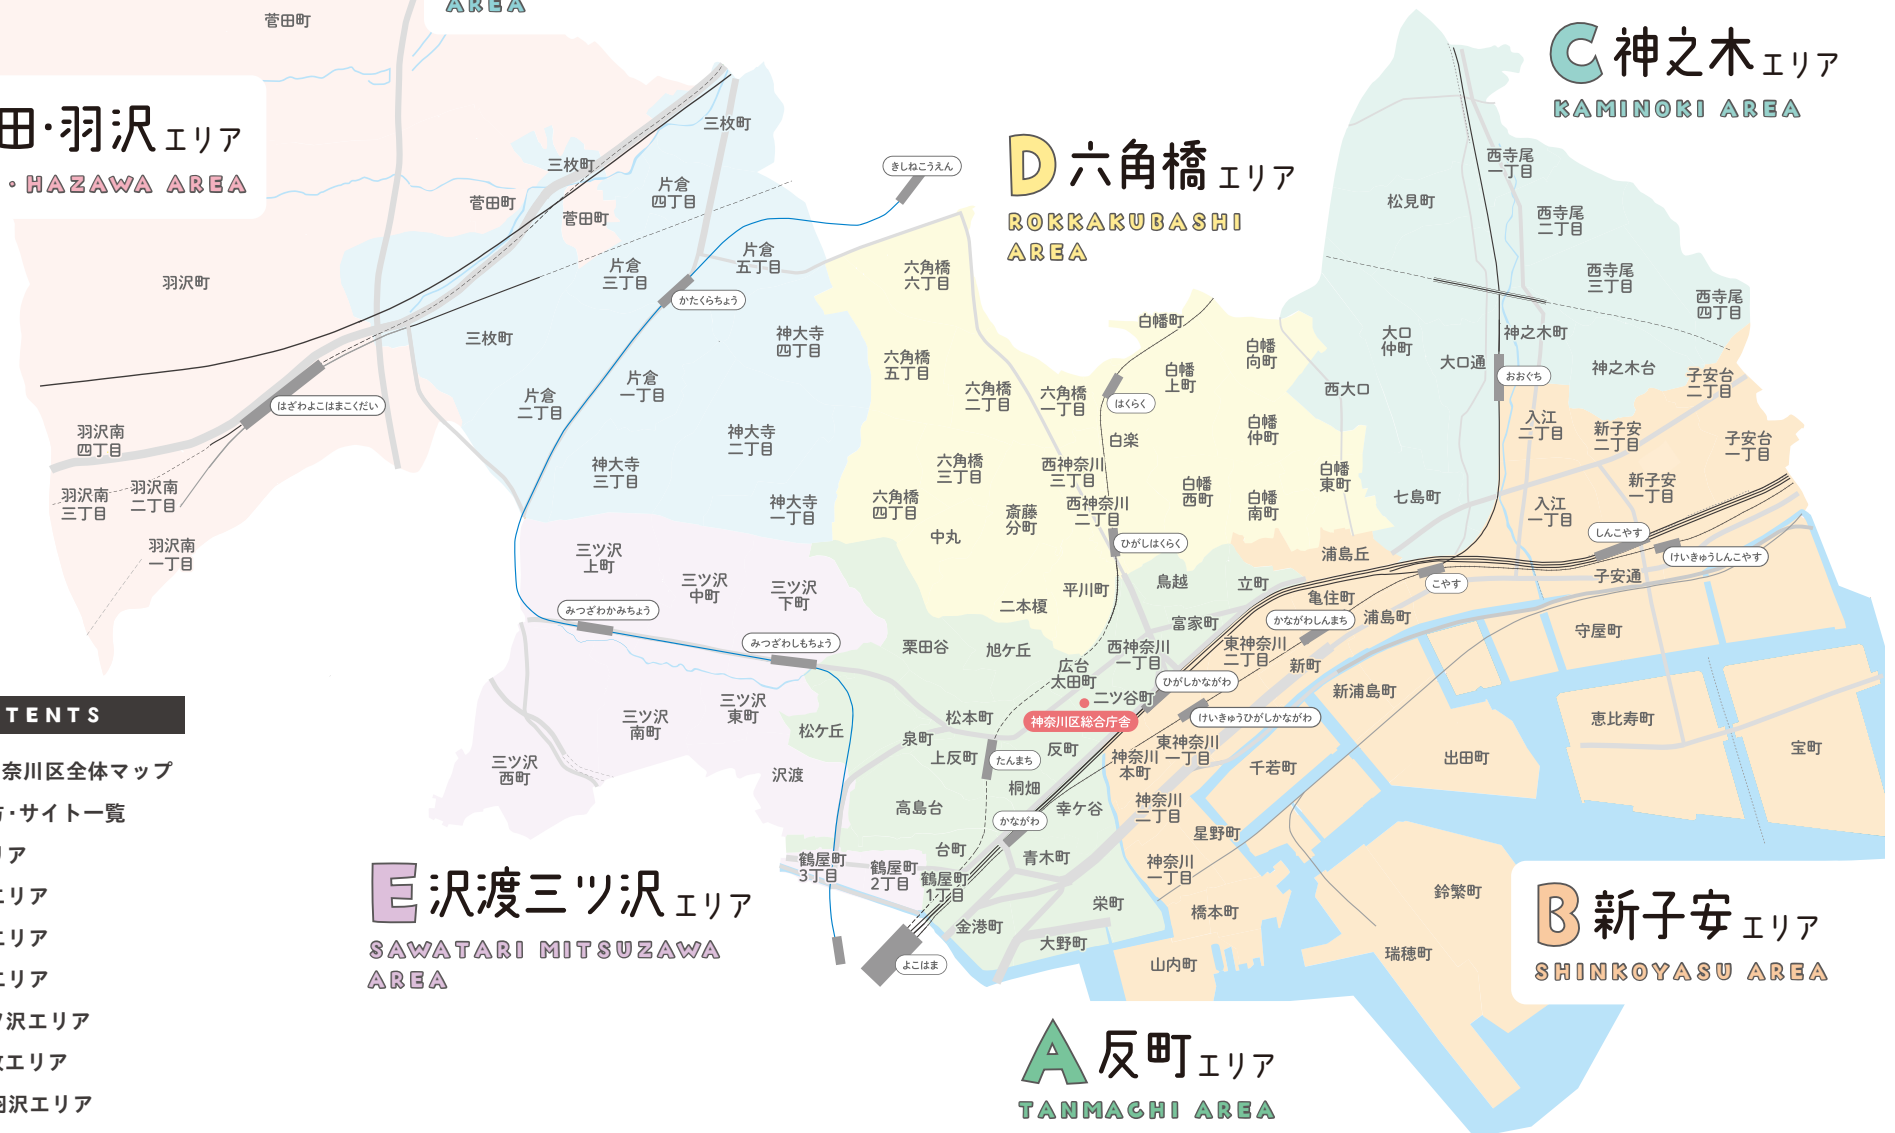 AREA
菅田町
田・羽沢エリア
・HAZAWA AREA
C 神之木エリア
KAMINOKI AREA
D 六角橋エリア
ROKKAKUBASHI
AREA
三枚町
三枚町
菅田町
菅田町
片倉
四丁目
きしねこうえん
羽沢町
片倉
三丁目
片倉
五丁目
かたくらちょう
三枚町
神大寺
四丁目
片倉
二丁目
片倉
一丁目
神大寺
二丁目
神大寺
三丁目
神大寺
一丁目
はざわよこはまこくだい
羽沢南
四丁目
羽沢南
三丁目
羽沢南
二丁目
羽沢南
一丁目
六角橋
六丁目
六角橋
五丁目
六角橋
二丁目
六角橋
一丁目
六角橋
三丁目
六角橋
四丁目
白幡町
はくらく
白楽
白幡
上町
白幡
向町
白幡
仲町
白幡
東町
白幡
西町
白幡
南町
西神奈川
三丁目
西神奈川
二丁目
斎藤
分町
中丸
ひがしはくらく
平川町
二本榎
松見町
西寺尾
一丁目
西寺尾
二丁目
西寺尾
三丁目
西寺尾
四丁目
大口
仲町
大口通
神之木町
おおぐち
神之木台
西大口
七島町
子安台
二丁目
子安台
一丁目
入江
二丁目
新子安
二丁目
新子安
一丁目
入江
一丁目
しんこやす
けいきゅうしんこやす
子安通
浦島丘
こやす
亀住町
かながわしんまち
浦島町
守屋町
三ツ沢
上町
三ツ沢
中町
三ツ沢
下町
みつざわかみちょう
みつざわしもちょう
三ツ沢
東町
三ツ沢
南町
三ツ沢
西町
松ケ丘
沢渡
栗田谷
旭ケ丘
鳥越
立町
富家町
西神奈川
一丁目
東神奈川
二丁目
新町
広台
太田町
二ツ谷町
ひがしかながわ
神奈川区総合庁舎
けいきゅうひがしかながわ
新浦島町
恵比寿町
宝町
出田町
松本町
泉町
上反町
たんまち
反町
桐畑
幸ケ谷
高島台
かながわ
東神奈川
一丁目
神奈川
本町
千若町
神奈川
二丁目
星野町
神奈川
一丁目
台町
青木町
鶴屋町
3丁目
鶴屋町
2丁目
鶴屋町
1丁目
金港町
栄町
大野町
橋本町
山内町
よこはま
鈴繁町
瑞穂町
TENTS
奈川区全体マップ
・サイト一覧
リア
エリア
エリア
エリア
ツ沢エリア
枚エリア
羽沢エリア
E 沢渡三ツ沢エリア
SAWATARI MITSUZAWA
AREA
B 新子安エリア
SHINKOYASU AREA
A 反町エリア
TANMACHI AREA